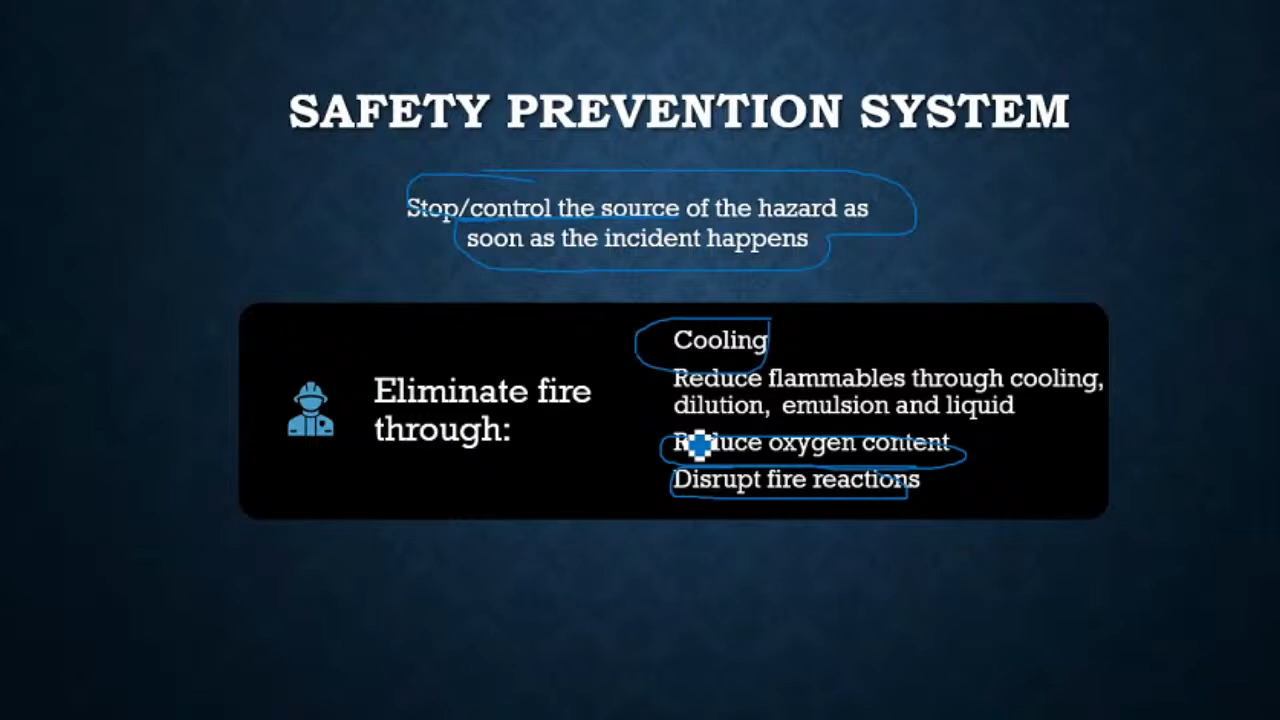 SAFETY PREVENTION SYSTEM
Stop/control the source of the hazard as
soon as the incident happens
Eliminate fire
through:
Cooling
Reduce flammables through cooling,
dilution, emulsion and liquid
Reduce oxygen content
Disrupt fire reactions